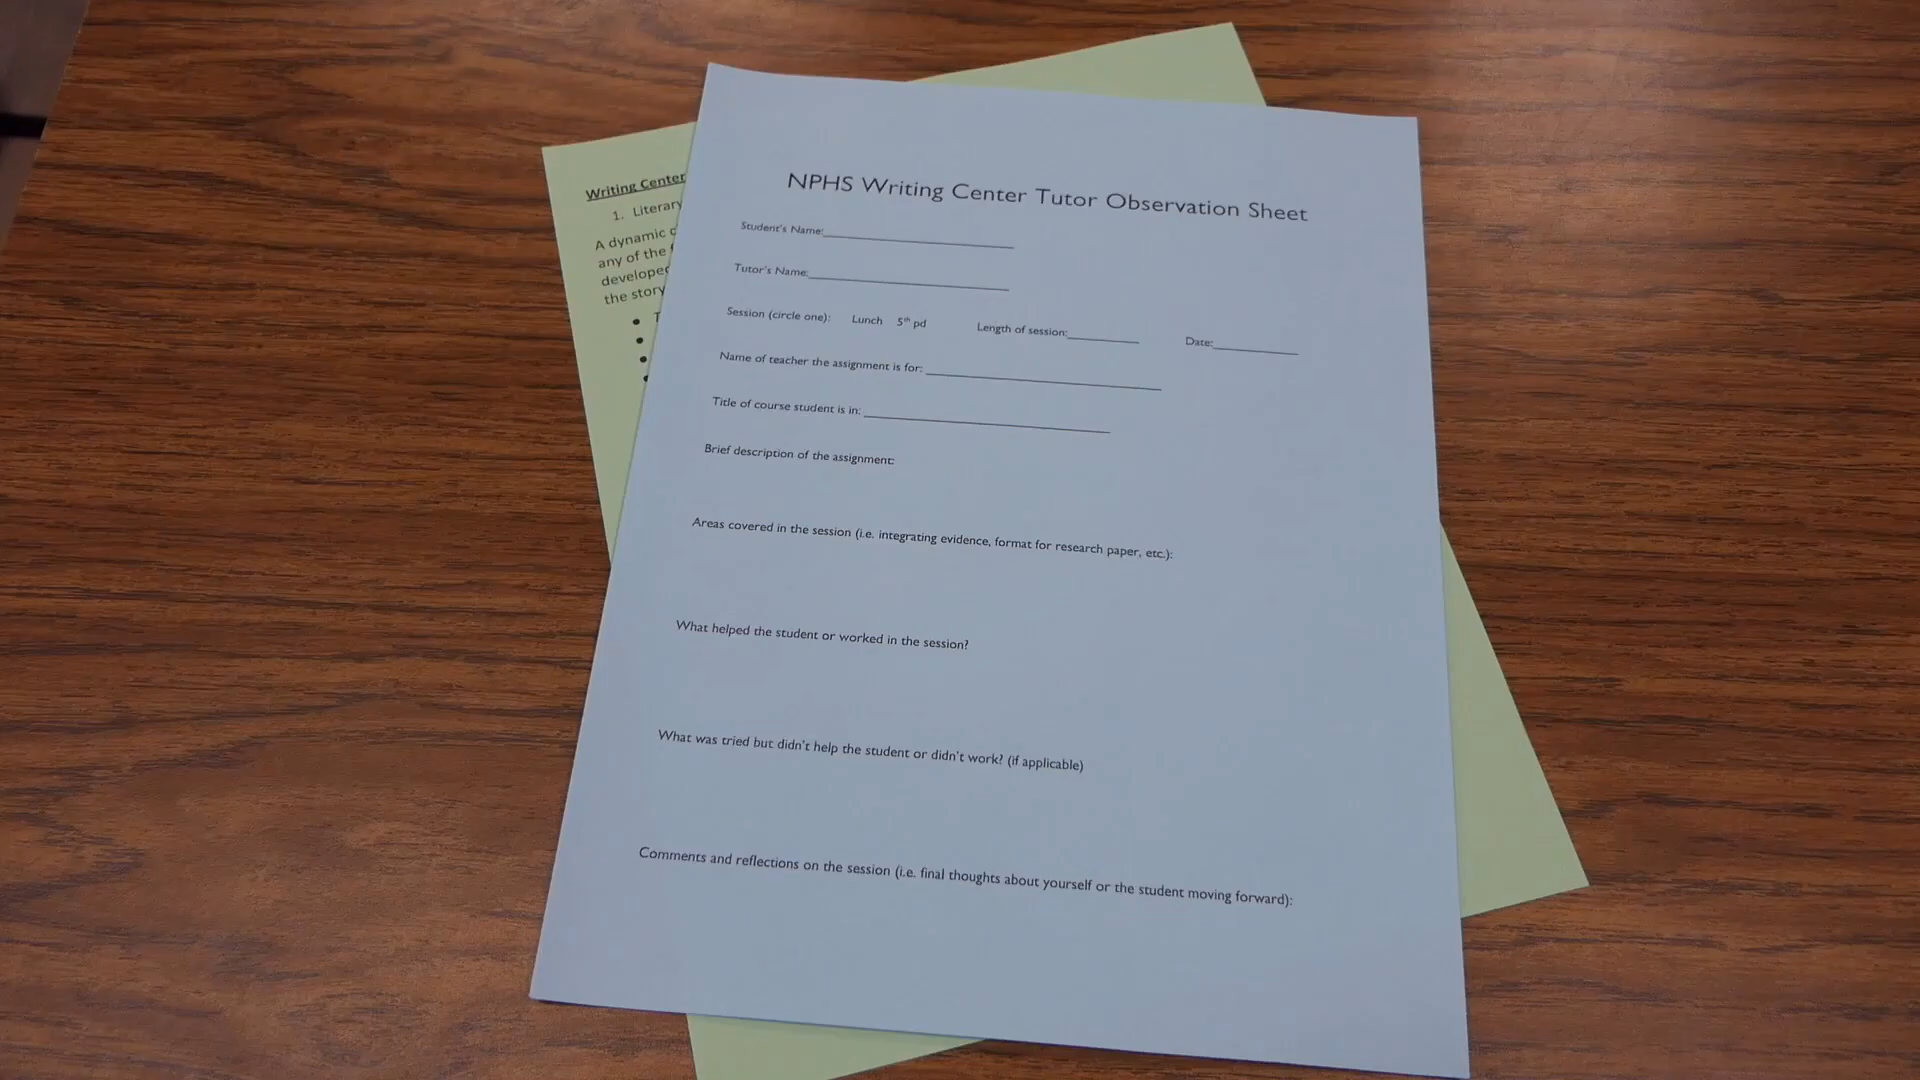 NPHS Writing Center Tutor Observation Sheet
Student's Name:
Tutor's Name:
Session (circle one): Lunch 5th pd Length of session: Date:
Name of teacher the assignment is for:
Title of course student is in:
Brief description of the assignment:
Areas covered in the session (i.e. integrating evidence, format for research paper, etc.):
What helped the student or worked in the session?
What was tried but didn't help the student or didn't work? (if applicable)
Comments and reflections on the session (i.e. final thoughts about yourself or the student moving forward):
Writing Center
1. Literary
A dynamic
any of the
developed
the story